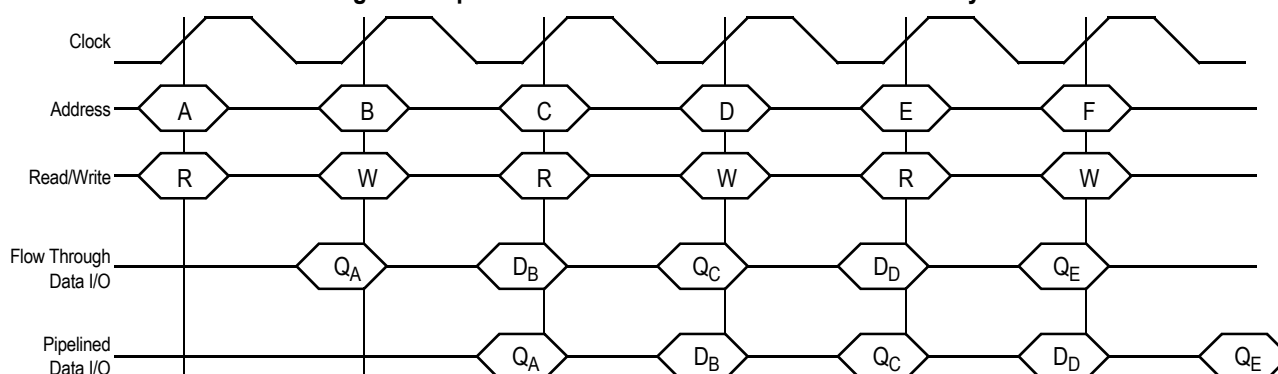 Clock
Address A B C D E F
Read/Write R W R W R W
Flow Through
Data I/O
QA DB QC DD QE
Pipelined
Data I/O
QA DB QC DD QE